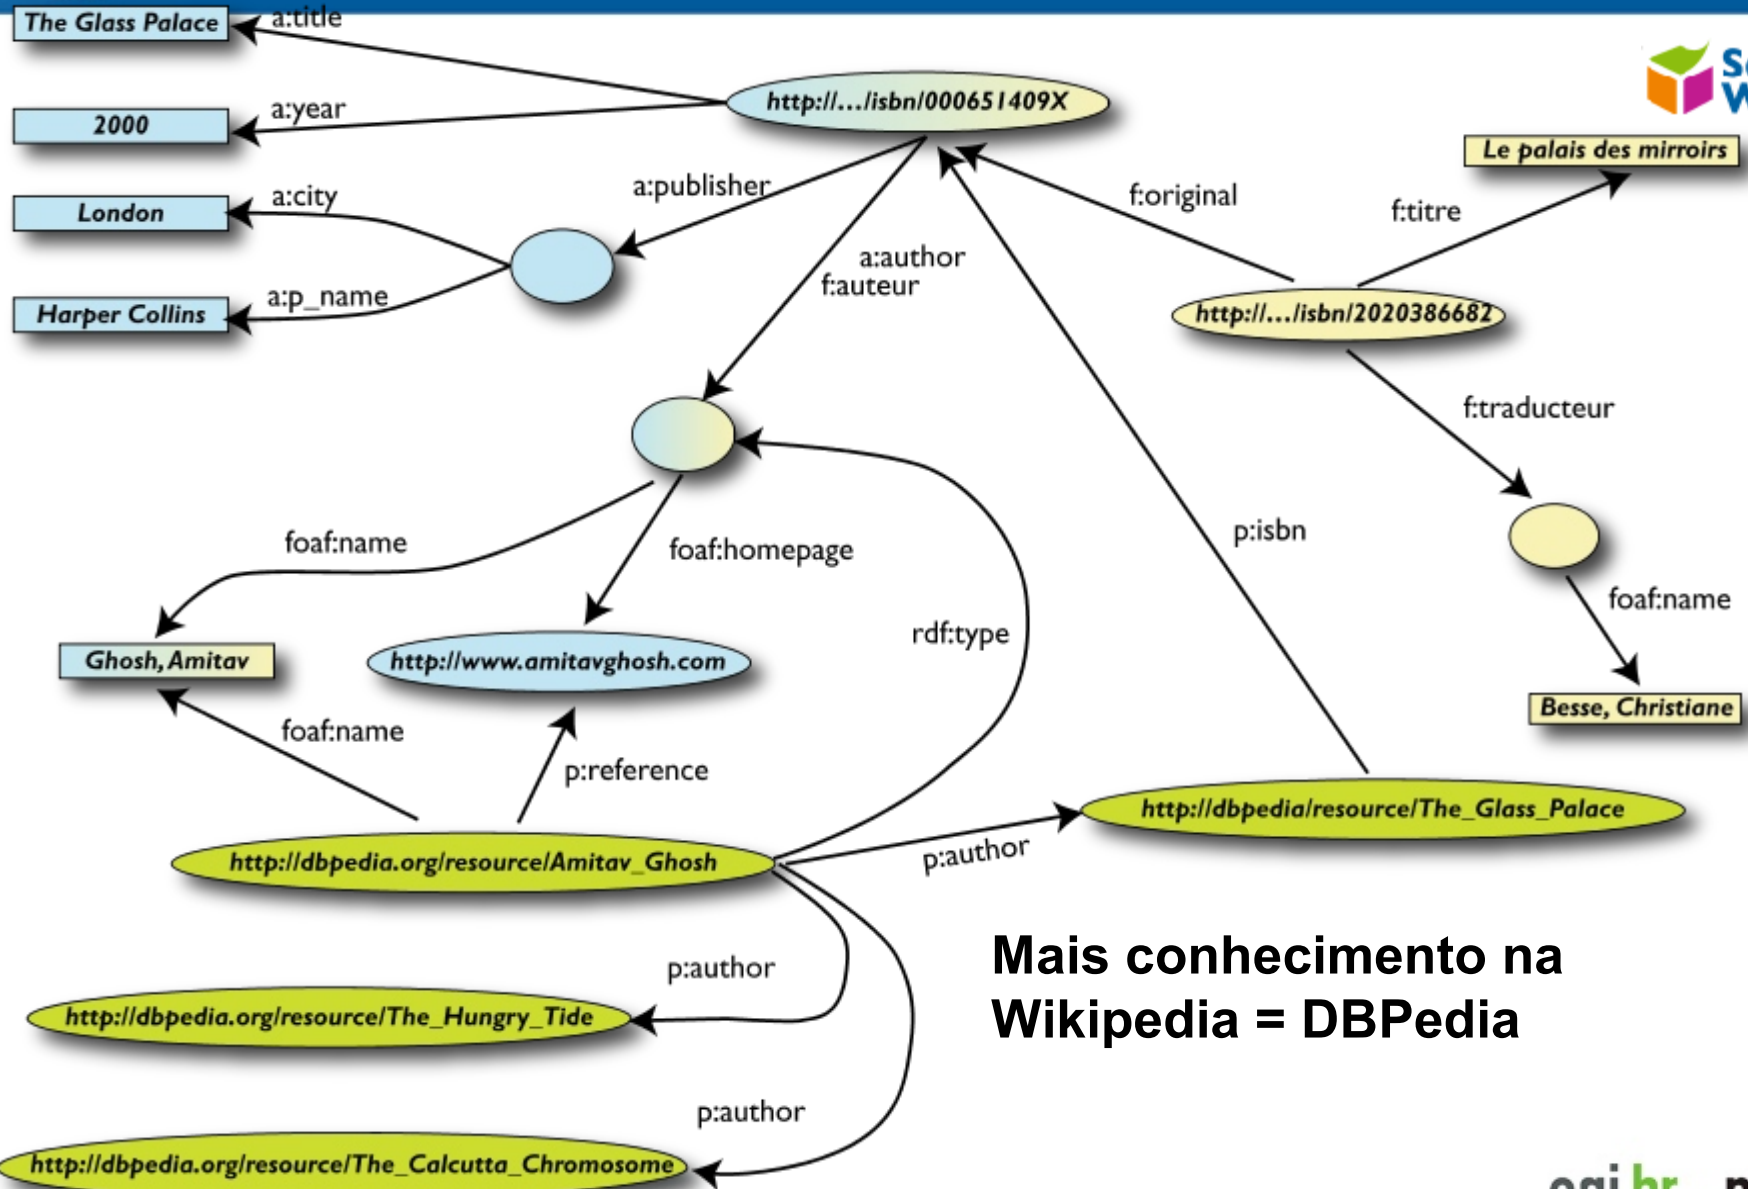 The Glass Palace
a:title
http://.../isbn/000651409X
2000
a:year
Le palais des mirroirs
London
a:city
a:publisher
f:original
f:titre
a:author
f:auteur
Harper Collins
a:p_name
http://.../isbn/2020386682
f:traducteur
foaf:name
foaf:homepage
p:isbn
foaf:name
rdf:type
Ghosh, Amitav
http://www.amitavghosh.com
Besse, Christiane
foaf:name
p:reference
http://dbpedia/resource/The_Glass_Palace
http://dbpedia.org/resource/Amitav_Ghosh
p:author
Mais conhecimento na
Wikipedia = DBPedia
p:author
http://dbpedia.org/resource/The_Hungry_Tide
p:author
http://dbpedia.org/resource/The_Calcutta_Chromosome